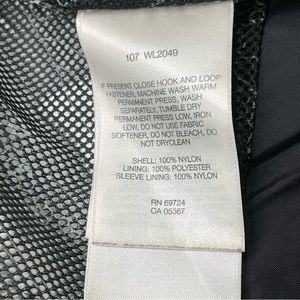 107 WL2049
IF PRESENT CLOSE HOOK AND LOOP
FASTENER, MACHINE WASH WARM
PERMANENT PRESS, WASH
SEPARATELY, TUMBLE DRY
PERMANENT PRESS LOW, IRON
LOW, DO NOT USE FABRIC
SOFTENER, DO NOT BLEACH, DO
NOT DRYCLEAN
SHELL: 100% NYLON
LINING: 100% POLYESTER
SLEEVE LINING: 100% NYLON
RN 69724
CA 05367